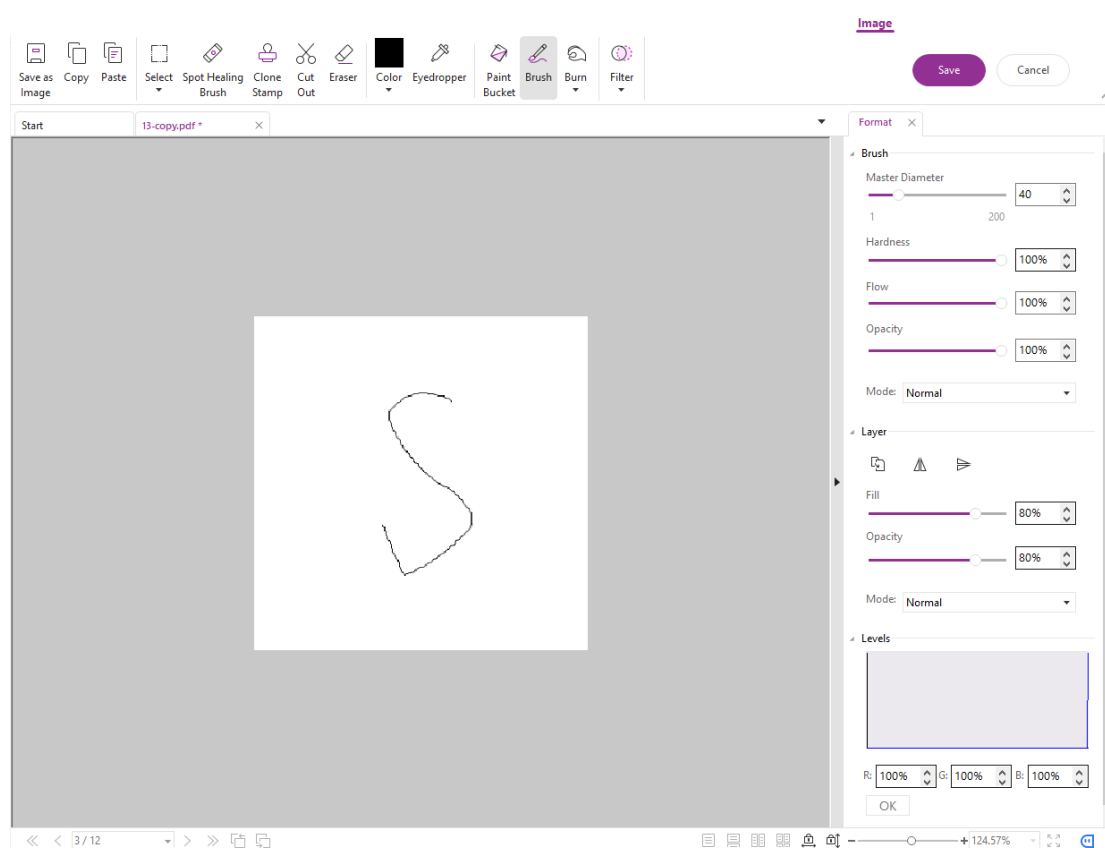 Image
Save as Image
Copy
Paste
Select
Spot Healing Brush
Clone Stamp
Cut Out
Eraser
Color
Eyedropper
Paint Bucket
Brush
Burn
Filter
Save
Cancel
Start
13-copy.pdf *
Format
Brush
Master Diameter
40
1 200
Hardness
100%
Flow
100%
Opacity
100%
Mode: Normal
Layer
Fill
80%
Opacity
80%
Mode: Normal
Levels
R: 100% G: 100% B: 100%
OK
S
3 / 12
124.57%